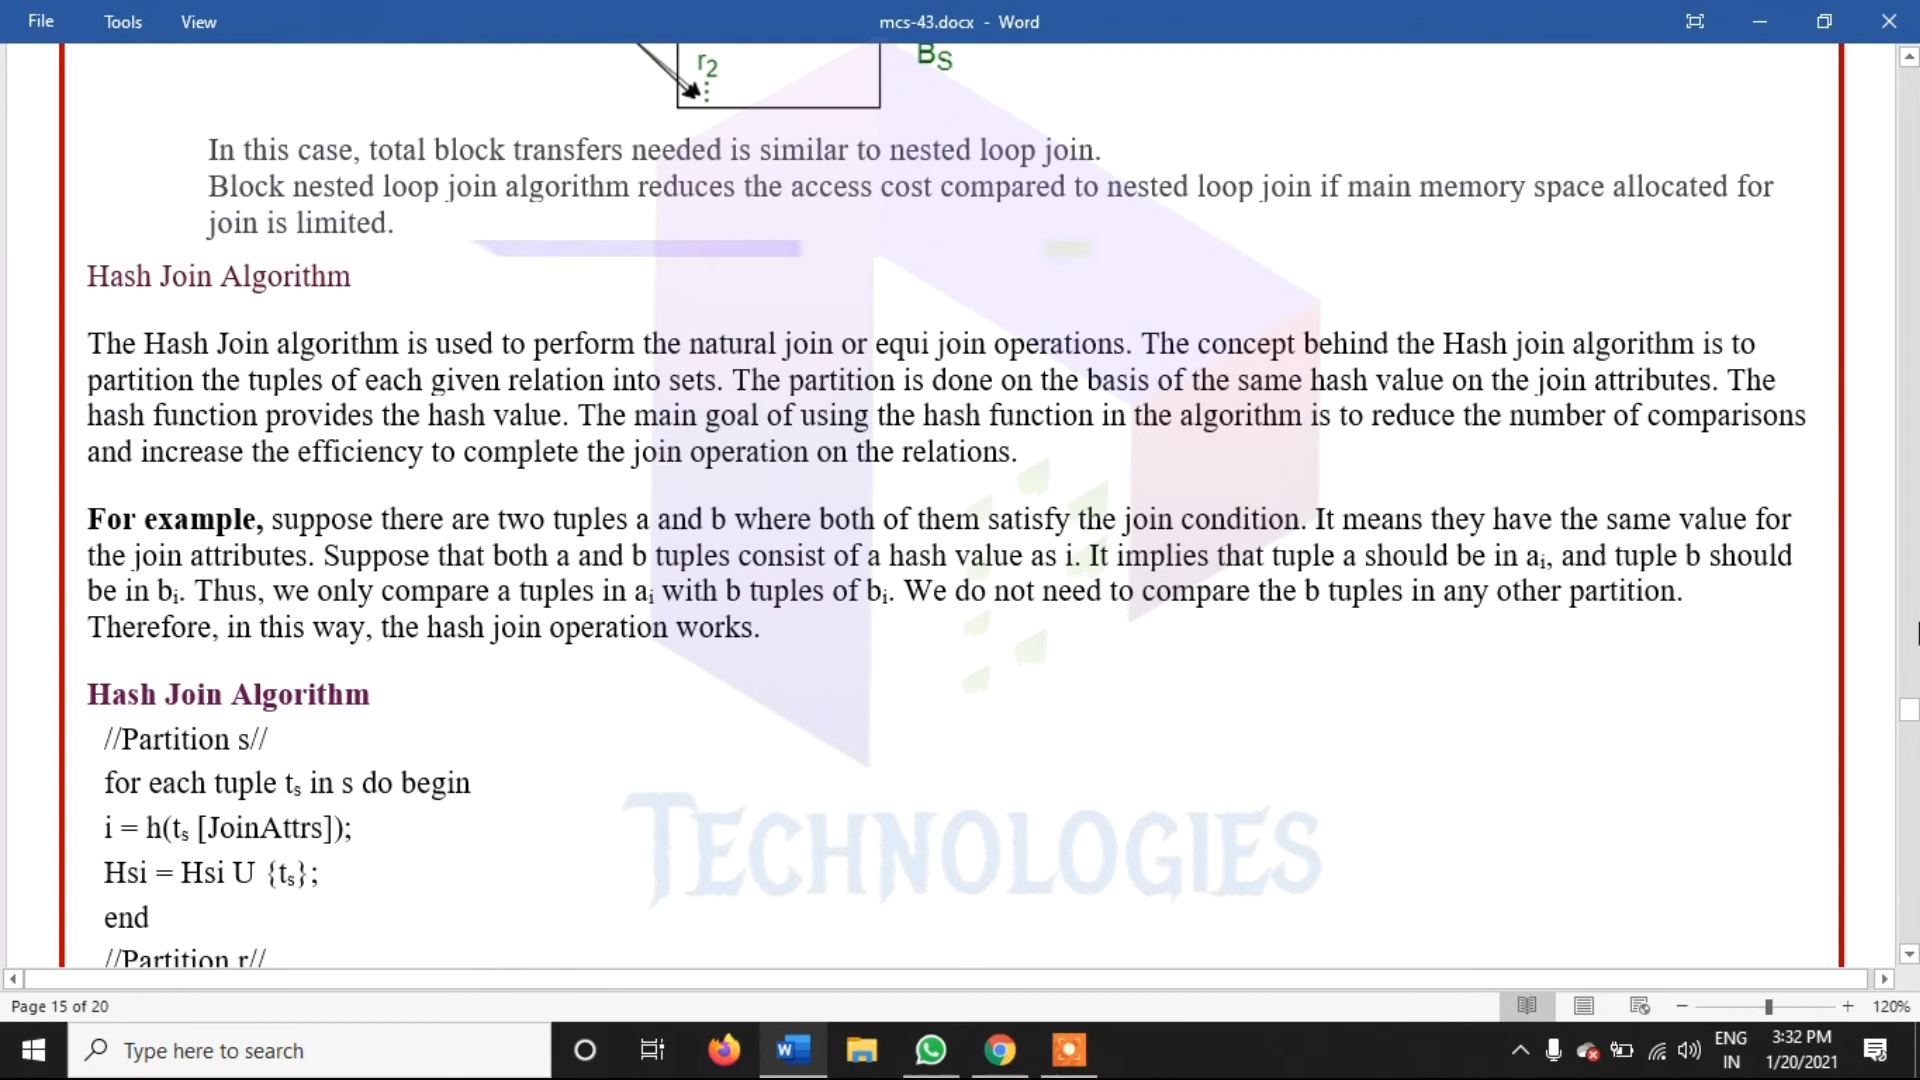 File Tools View mcs-43.docx - Word
r2 BS
In this case, total block transfers needed is similar to nested loop join.
Block nested loop join algorithm reduces the access cost compared to nested loop join if main memory space allocated for
join is limited.
Hash Join Algorithm
The Hash Join algorithm is used to perform the natural join or equi join operations. The concept behind the Hash join algorithm is to
partition the tuples of each given relation into sets. The partition is done on the basis of the same hash value on the join attributes. The
hash function provides the hash value. The main goal of using the hash function in the algorithm is to reduce the number of comparisons
and increase the efficiency to complete the join operation on the relations.
For example, suppose there are two tuples a and b where both of them satisfy the join condition. It means they have the same value for
the join attributes. Suppose that both a and b tuples consist of a hash value as i. It implies that tuple a should be in ai, and tuple b should
be in bi. Thus, we only compare a tuples in ai with b tuples of bi. We do not need to compare the b tuples in any other partition.
Therefore, in this way, the hash join operation works.
Hash Join Algorithm
//Partition s//
for each tuple ts in s do begin
i = h(ts [JoinAttrs]);
Hsi = Hsi U {ts};
end
//Partition r//
TECHNOLOGIES
Page 15 of 20 120%
Type here to search
ENG 3:32 PM
IN 1/20/2021